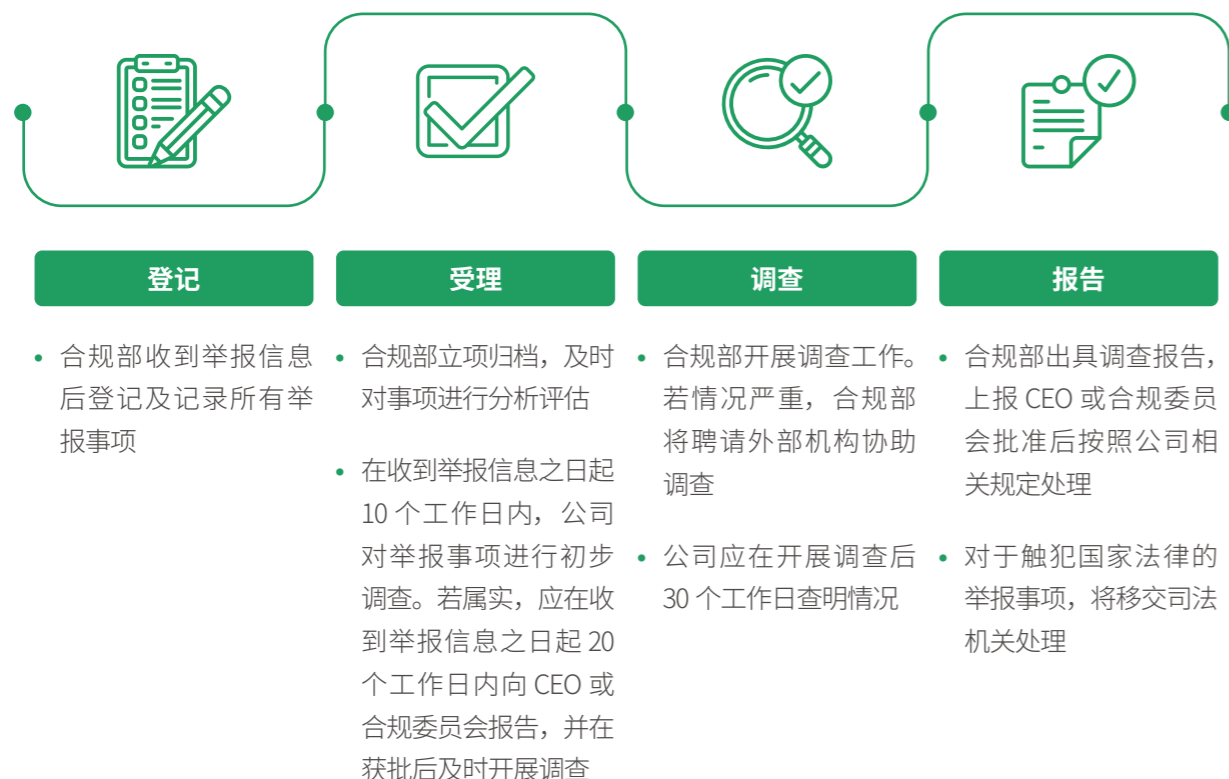 登记
合规部收到举报信息
后登记及记录所有举
报事项
受理
合规部立项归档，及时
对事项进行分析评估
在收到举报信息之日起
10 个工作日内，公司
对举报事项进行初步
调查。若属实，应在收
到举报信息之日起 20
个工作日内向 CEO 或
合规委员会报告，并在
获批后及时开展调查
调查
合规部开展调查工作。
若情况严重，合规部
将聘请外部机构协助
调查
公司应在开展调查后
30 个工作日查明情况
报告
合规部出具调查报告，
上报 CEO 或合规委员
会批准后按照公司相
关规定处理
对于触犯国家法律的
举报事项，将移交司法
机关处理